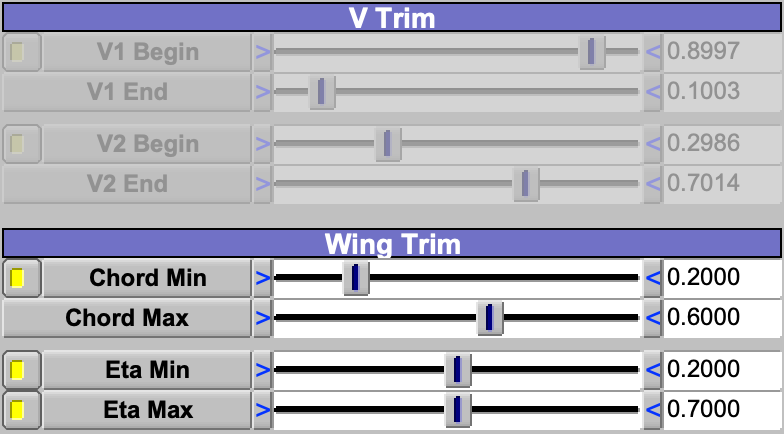 V Trim
V1 Begin > < 0.8997
V1 End > < 0.1003
V2 Begin > < 0.2986
V2 End > < 0.7014
Wing Trim
Chord Min > < 0.2000
Chord Max > < 0.6000
Eta Min > < 0.2000
Eta Max > < 0.7000